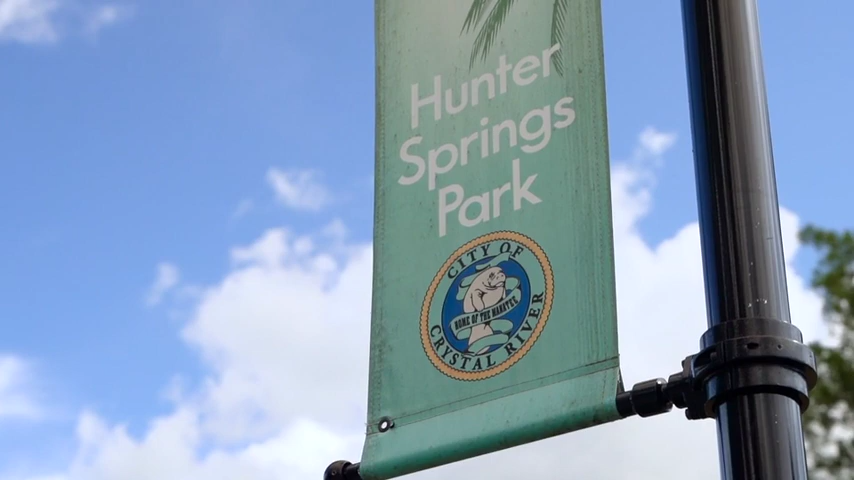 Hunter
Springs
Park
CITY OF
HOME OF THE MANATEE
CRYSTAL RIVER